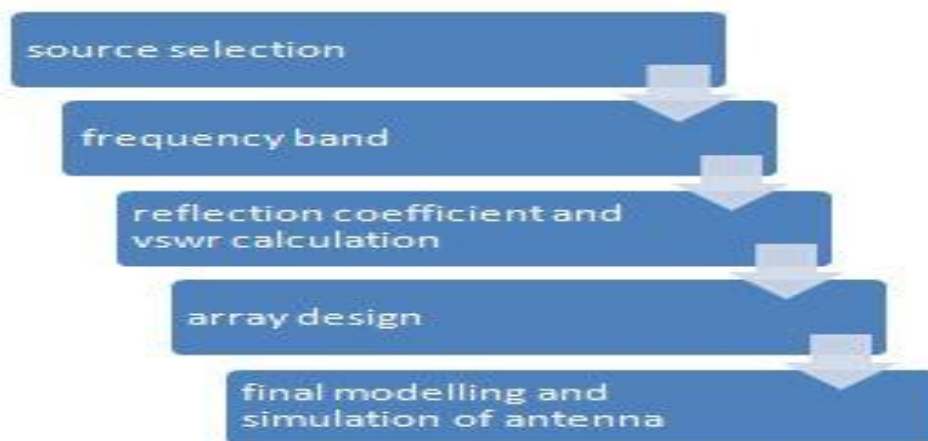 source selection
frequency band
reflection coefficient and
vswr calculation
array design
final modelling and
simulation of antenna